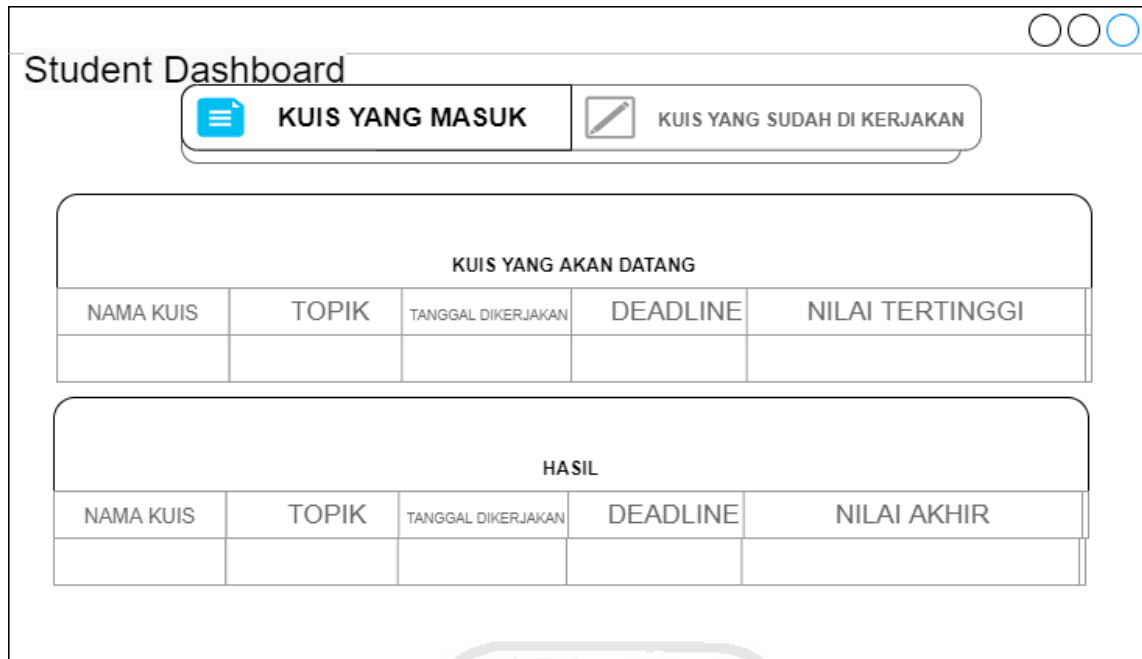 Student Dashboard
KUIS YANG MASUK
KUIS YANG SUDAH DI KERJAKAN
KUIS YANG AKAN DATANG
NAMA KUIS TOPIK TANGGAL DIKERJAKAN DEADLINE NILAI TERTINGGI
HASIL
NAMA KUIS TOPIK TANGGAL DIKERJAKAN DEADLINE NILAI AKHIR